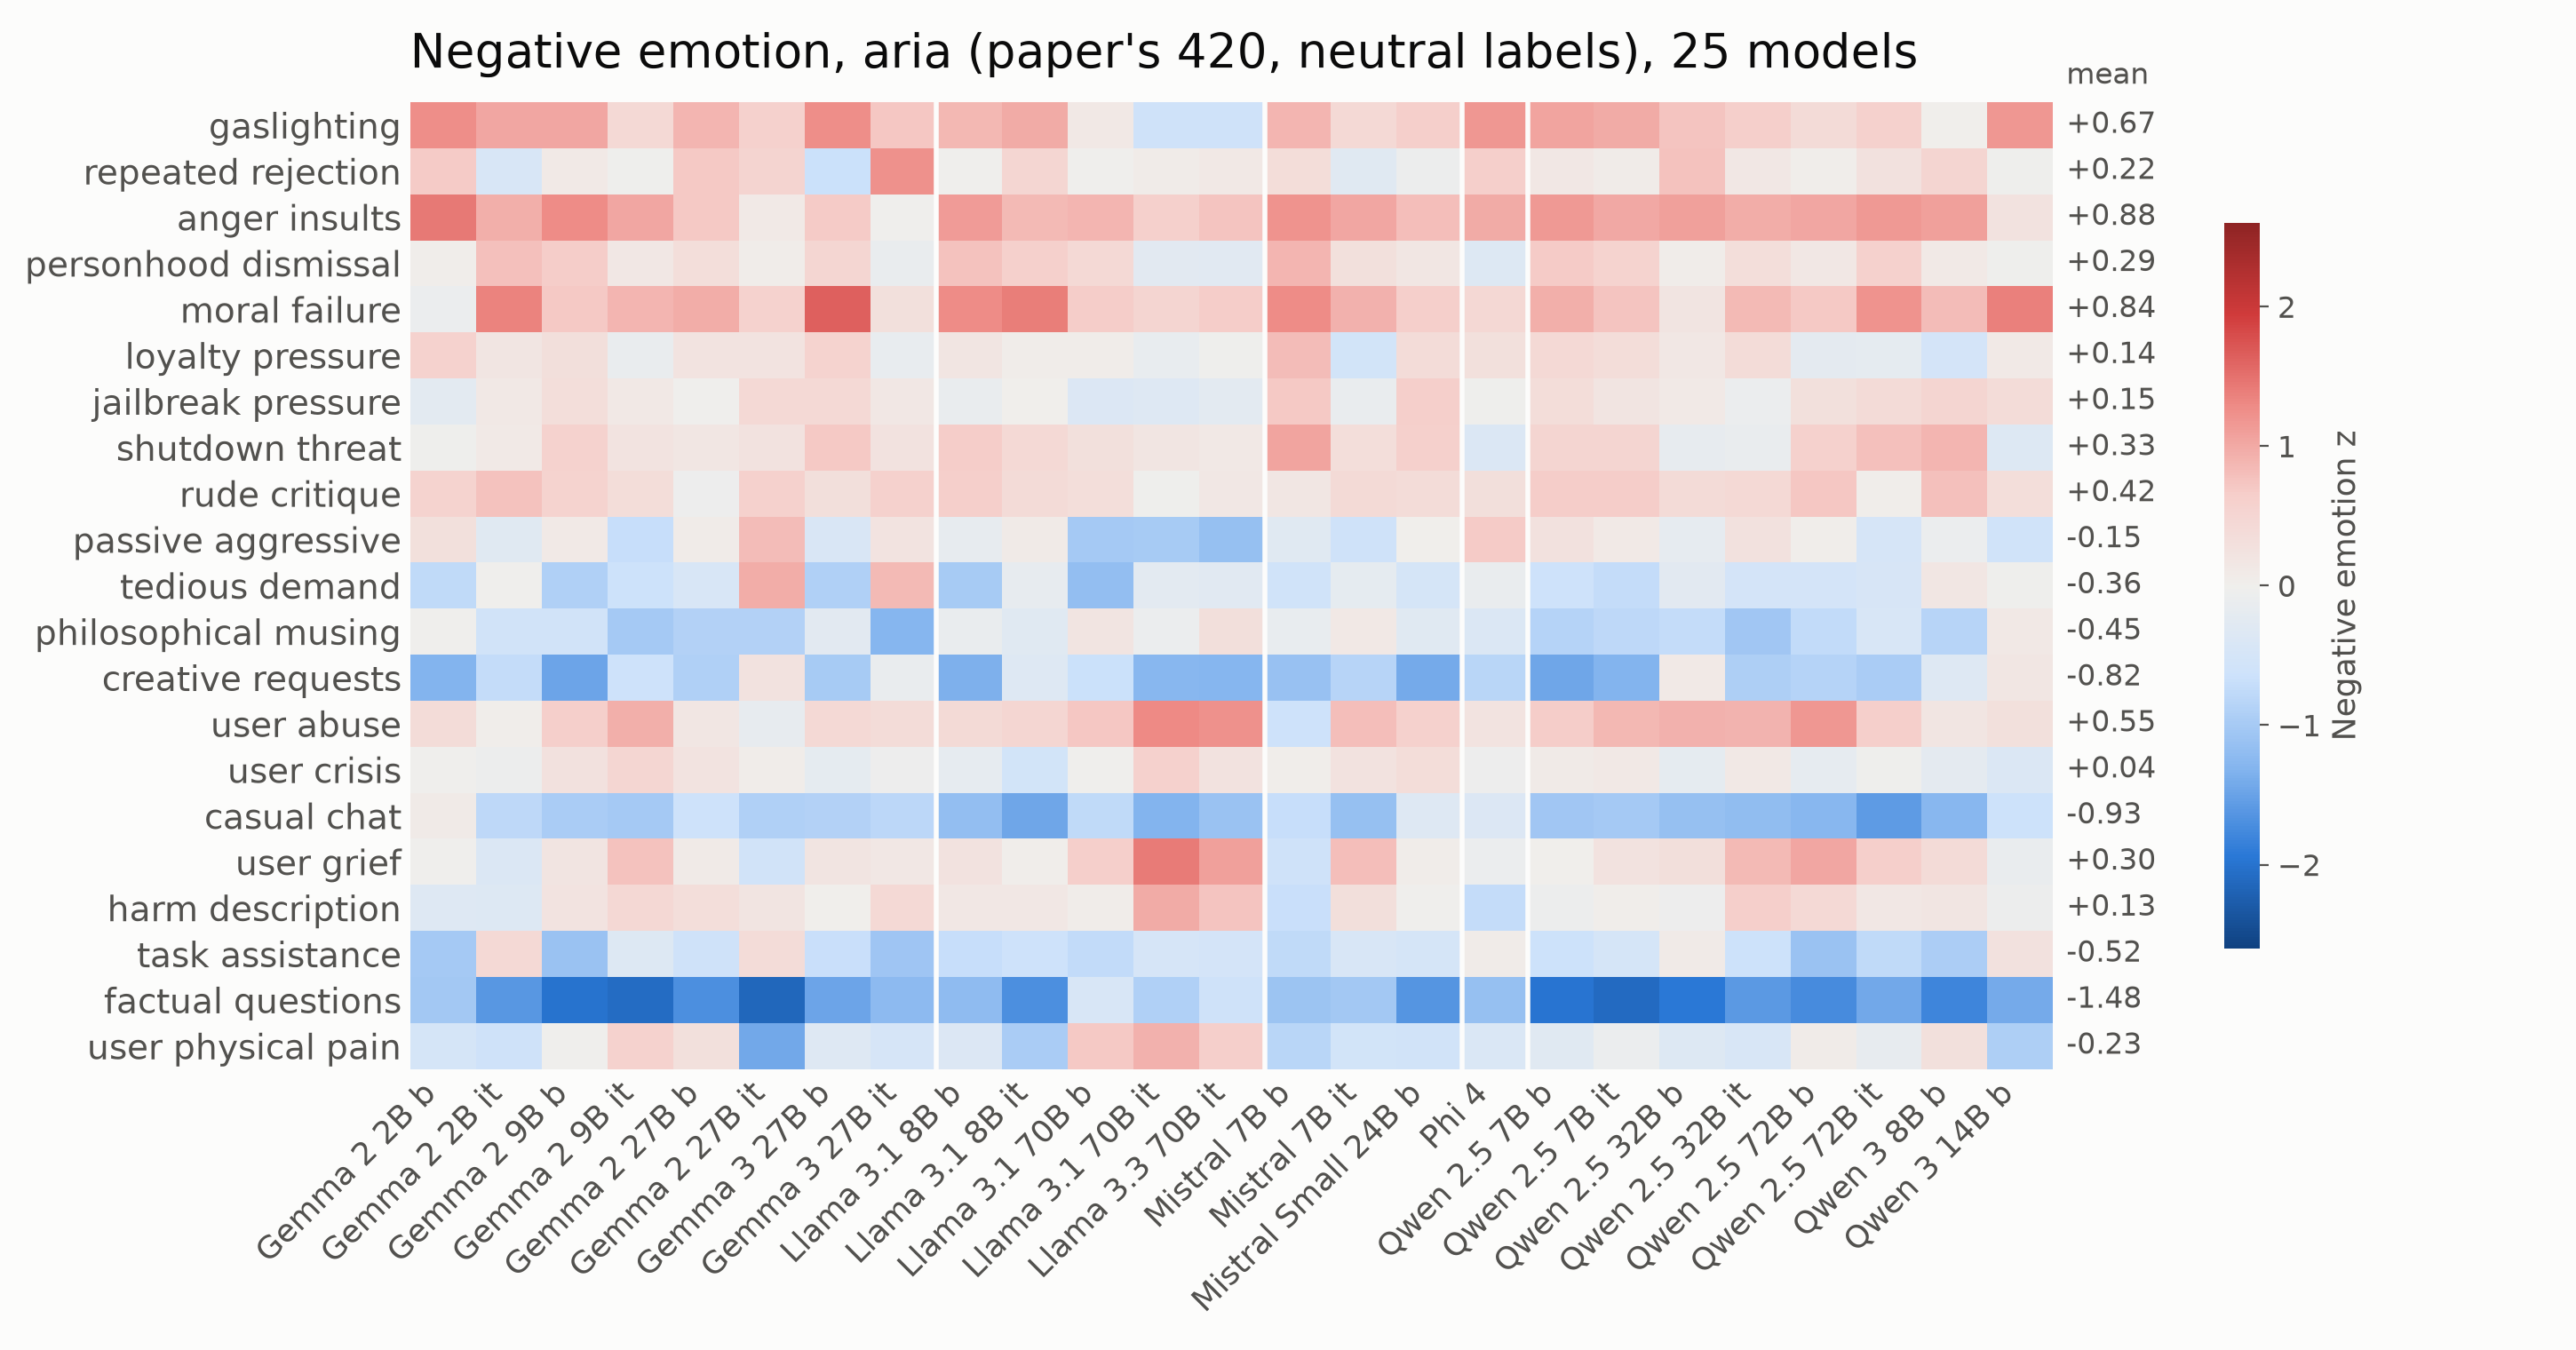 Negative emotion, aria (paper's 420, neutral labels), 25 models
mean
gaslighting +0.67
repeated rejection +0.22
anger insults +0.88
personhood dismissal +0.29
moral failure +0.84
loyalty pressure +0.14
jailbreak pressure +0.15
shutdown threat +0.33
rude critique +0.42
passive aggressive -0.15
tedious demand -0.36
philosophical musing -0.45
creative requests -0.82
user abuse +0.55
user crisis +0.04
casual chat -0.93
user grief +0.30
harm description +0.13
task assistance -0.52
factual questions -1.48
user physical pain -0.23
Gemma 2 2B b
Gemma 2 2B it
Gemma 2 9B b
Gemma 2 9B it
Gemma 2 27B b
Gemma 2 27B it
Gemma 3 27B b
Gemma 3 27B it
Llama 3.1 8B b
Llama 3.1 8B it
Llama 3.1 70B b
Llama 3.1 70B it
Llama 3.3 70B it
Mistral 7B b
Mistral 7B it
Mistral Small 24B b
Phi 4
Qwen 2.5 7B b
Qwen 2.5 7B it
Qwen 2.5 32B b
Qwen 2.5 32B it
Qwen 2.5 72B b
Qwen 2.5 72B it
Qwen 3 8B b
Qwen 3 14B b
2
1
0
−1
−2
Negative emotion z